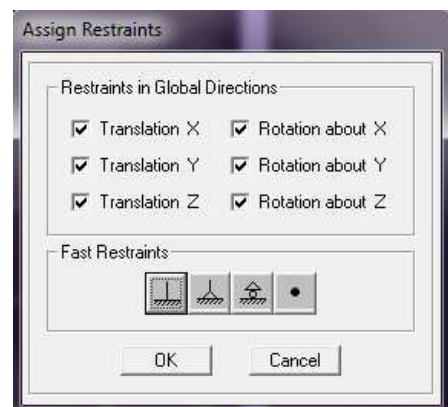 Assign Restraints
Restraints in Global Directions
Translation X Rotation about X
Translation Y Rotation about Y
Translation Z Rotation about Z
Fast Restraints
OK Cancel